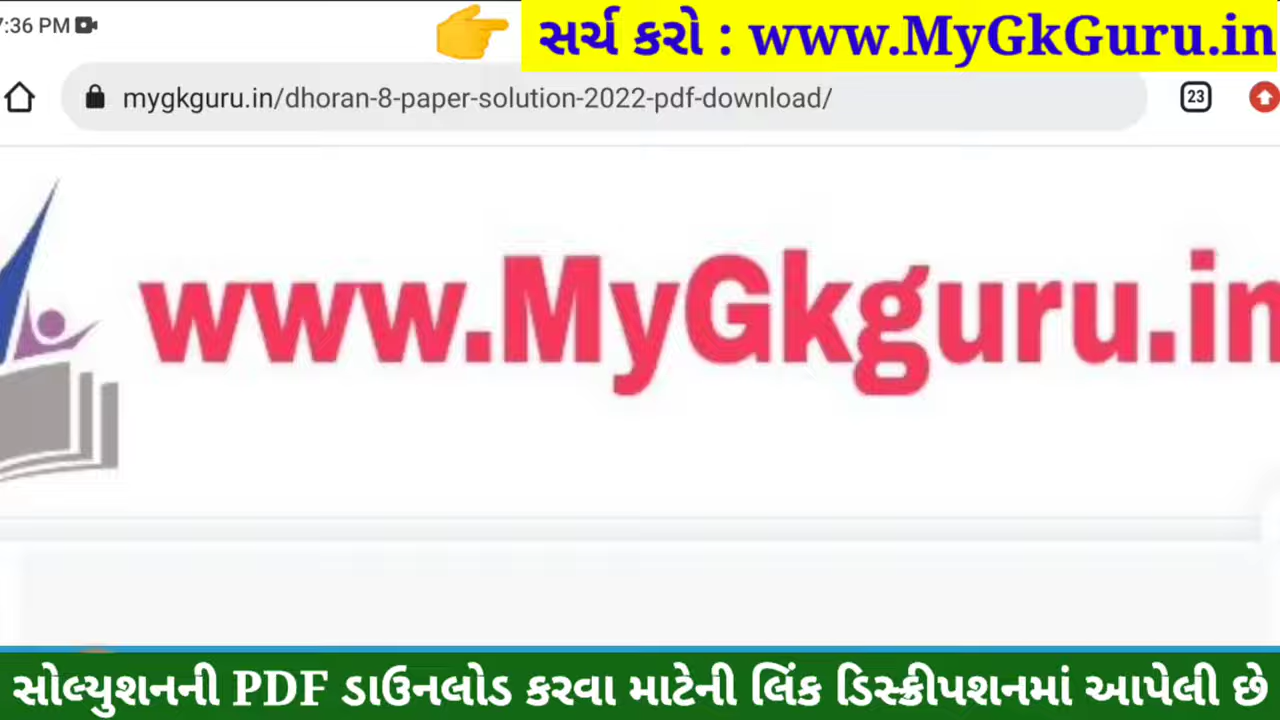 7:36 PM
👉 સર્ચ કરો : www.MyGkGuru.in
mygkguru.in/dhoran-8-paper-solution-2022-pdf-download/
23
www.MyGkguru.in
સોલ્યુશનની PDF ડાઉનલોડ કરવા માટેની લિંક ડિસ્ક્રીપશનમાં આપેલી છે